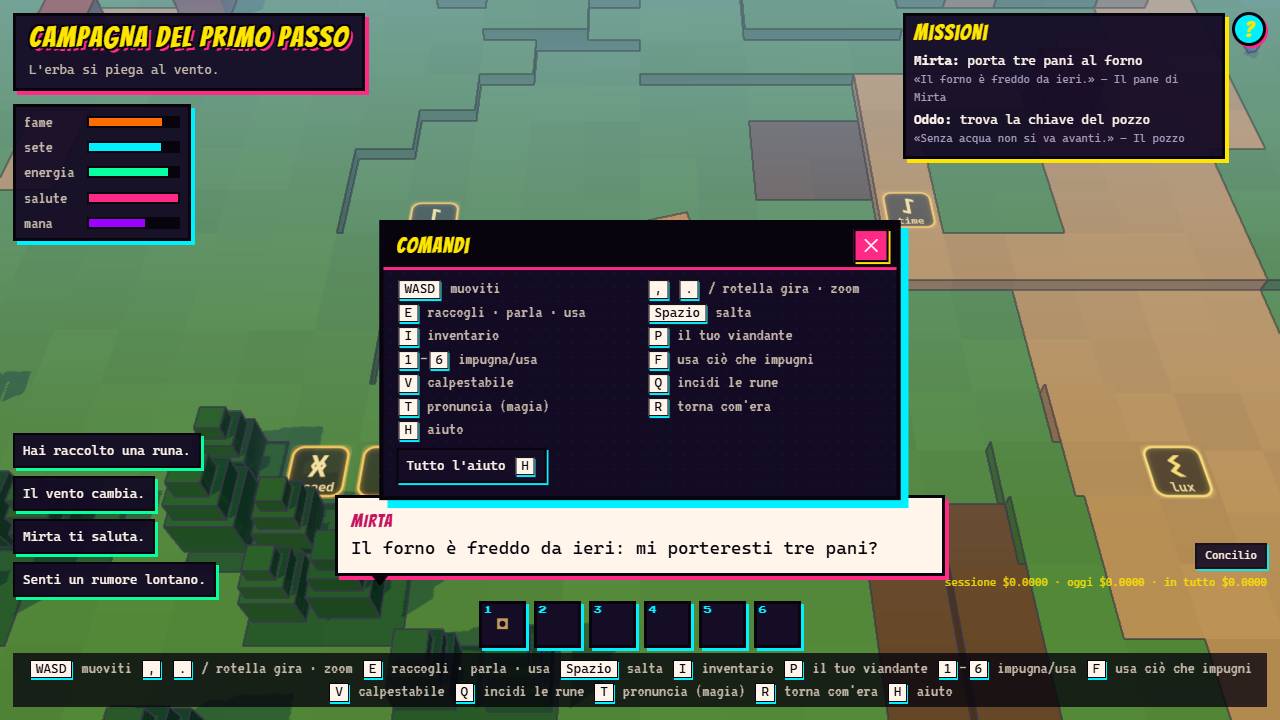 CAMPAGNA DEL PRIMO PASSO
L'erba si piega al vento.
fame
sete
energia
salute
mana
MISSIONI
Mirta: porta tre pani al forno
«Il forno è freddo da ieri.» — Il pane di
Mirta
Oddo: trova la chiave del pozzo
«Senza acqua non si va avanti.» — Il pozzo
?
time
COMANDI
WASD muoviti
, . / rotella gira · zoom
E raccogli · parla · usa
Spazio salta
I inventario
P il tuo viandante
1–6 impugna/usa
F usa ciò che impugni
V calpestabile
Q incidi le rune
T pronuncia (magia)
R torna com'era
H aiuto
Tutto l'aiuto H
Hai raccolto una runa.
Il vento cambia.
Mirta ti saluta.
Senti un rumore lontano.
lux
MIRTA
Il forno è freddo da ieri: mi porteresti tre pani?
Concilio
sessione $0.0000 · oggi $0.0000 · in tutto $0.0000
1 2 3 4 5 6
WASD muoviti , . / rotella gira · zoom E raccogli · parla · usa Spazio salta I inventario P il tuo viandante 1–6 impugna/usa F usa ciò che impugni
V calpestabile Q incidi le rune T pronuncia (magia) R torna com'era H aiuto